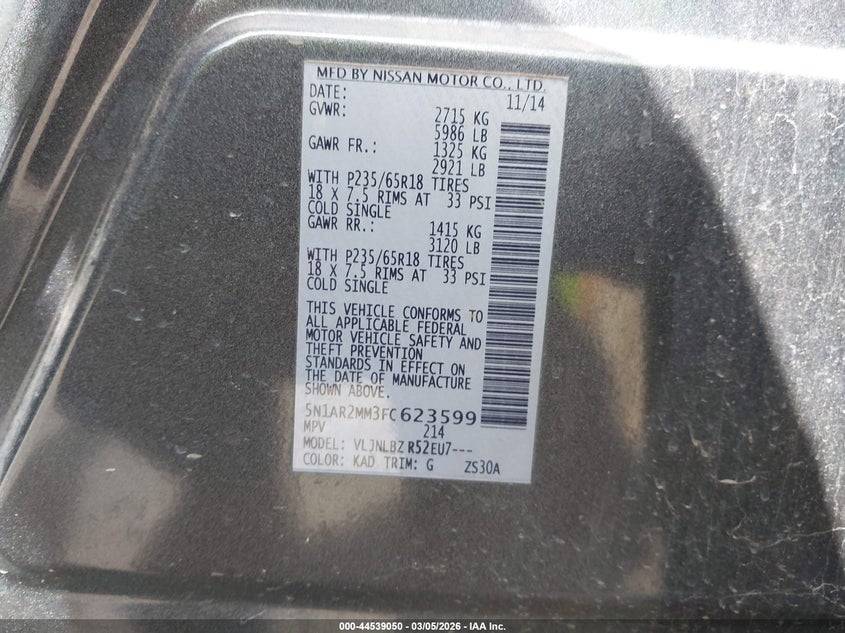 MFD BY NISSAN MOTOR CO., LTD.
DATE: 11/14
GVWR: 2715 KG
5986 LB
GAWR FR.: 1325 KG
2921 LB
WITH P235/65R18 TIRES
18 X 7.5 RIMS AT 33 PSI
COLD SINGLE
GAWR RR.: 1415 KG
3120 LB
WITH P235/65R18 TIRES
18 X 7.5 RIMS AT 33 PSI
COLD SINGLE
THIS VEHICLE CONFORMS TO
ALL APPLICABLE FEDERAL
MOTOR VEHICLE SAFETY AND
THEFT PREVENTION
STANDARDS IN EFFECT ON
THE DATE OF MANUFACTURE
SHOWN ABOVE.
5N1AR2MM3FC623599
MPV 214
MODEL: VLJNLBZ R52EU7---
COLOR: KAD TRIM: G ZS30A
000-44539050 - 03/05/2026 - IAA Inc.